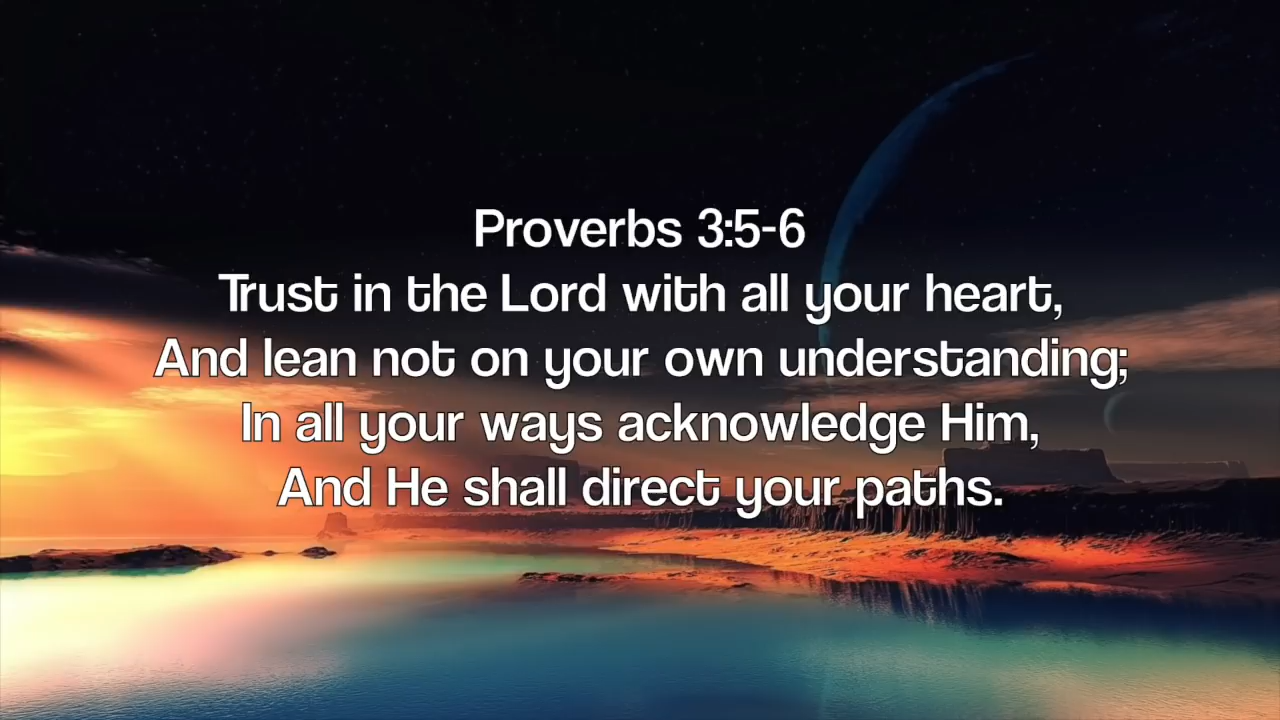 Proverbs 3:5-6
Trust in the Lord with all your heart,
And lean not on your own understanding;
In all your ways acknowledge Him,
And He shall direct your paths.